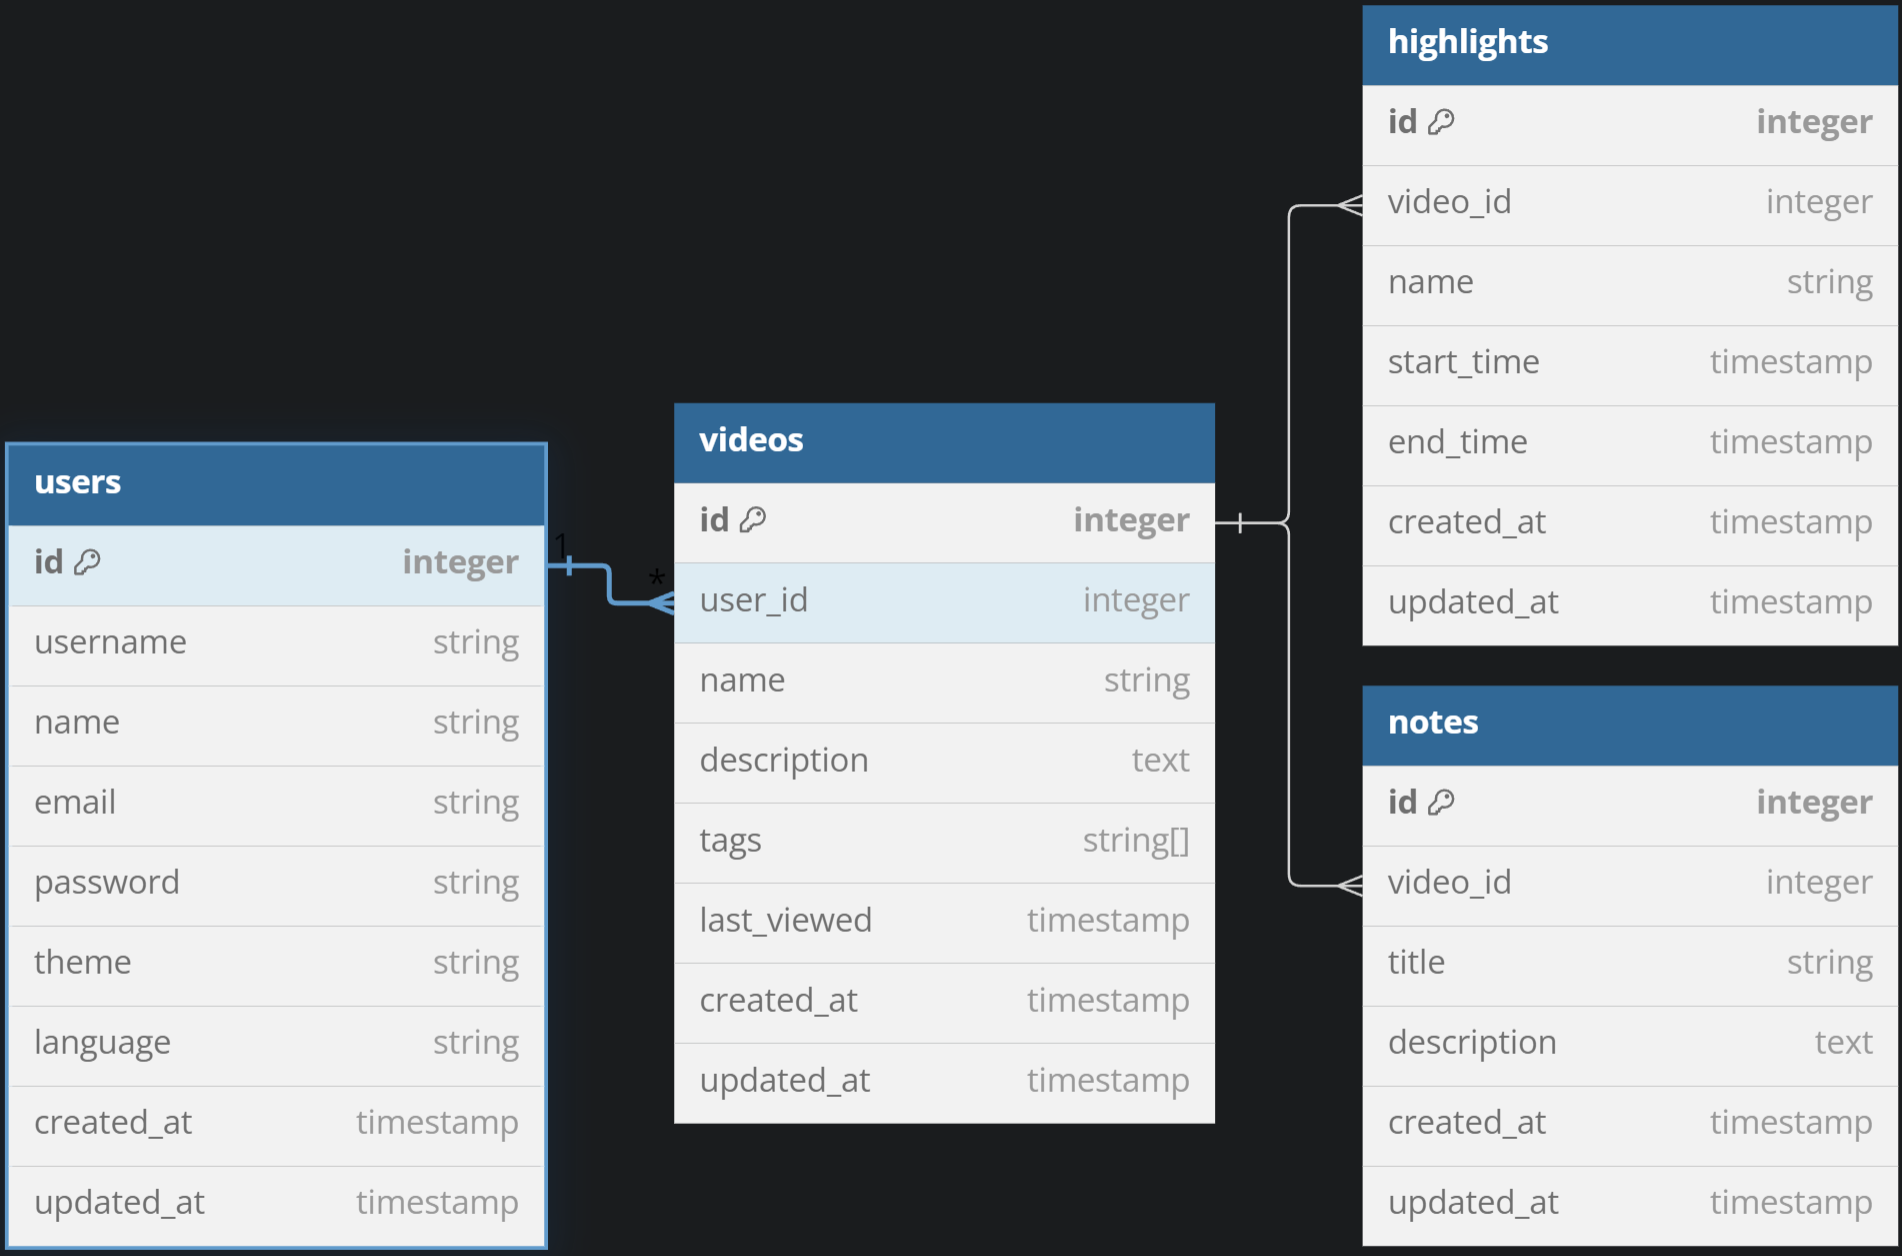 users
id integer
username string
name string
email string
password string
theme string
language string
created_at timestamp
updated_at timestamp
1
*
videos
id integer
user_id integer
name string
description text
tags string[]
last_viewed timestamp
created_at timestamp
updated_at timestamp
highlights
id integer
video_id integer
name string
start_time timestamp
end_time timestamp
created_at timestamp
updated_at timestamp
notes
id integer
video_id integer
title string
description text
created_at timestamp
updated_at timestamp